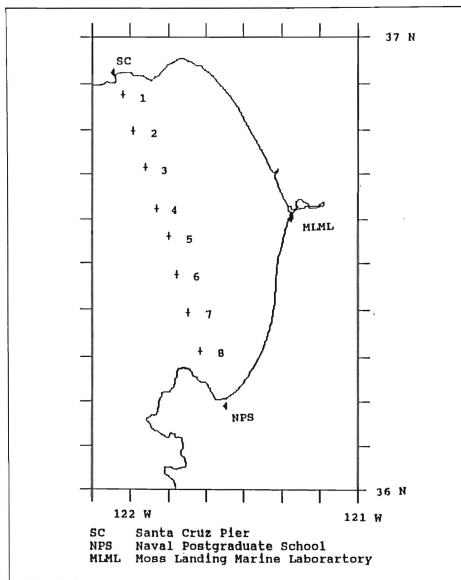 37 N
SC
1
2
3
4
MLML
5
6
7
8
NPS
36 N
122 W 121 W
SC Santa Cruz Pier
NPS Naval Postgraduate School
MLML Moss Landing Marine Laborartory